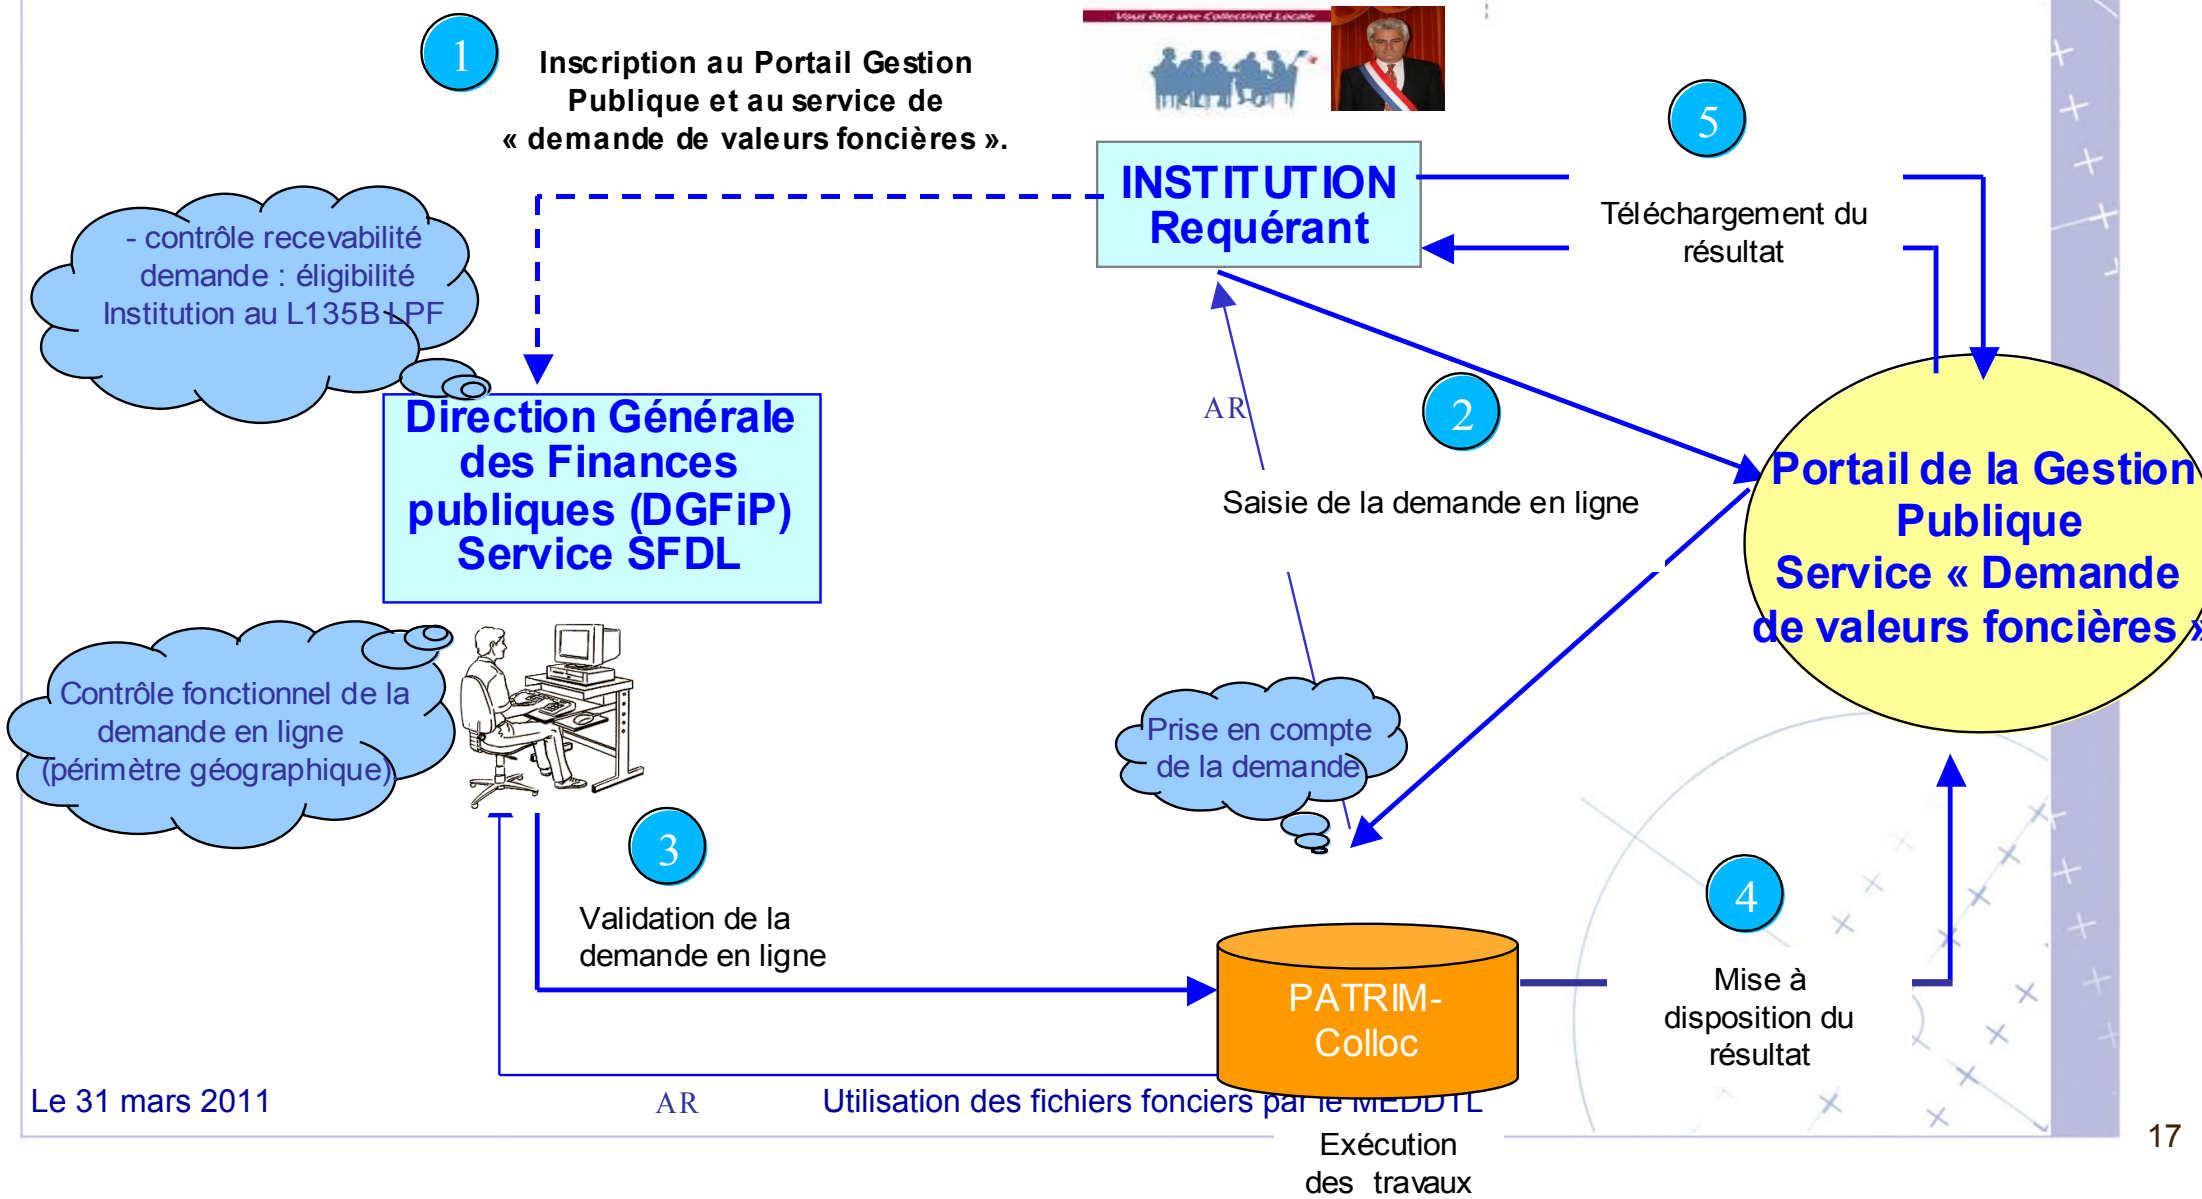 Vous êtes une Collectivité Locale
1
Inscription au Portail Gestion
Publique et au service de
« demande de valeurs foncières ».
5
INSTITUTION
Requérant
Téléchargement du
résultat
- contrôle recevabilité
demande : éligibilité
Institution au L135B LPF
AR
2
Direction Générale
des Finances
publiques (DGFiP)
Service SFDL
Saisie de la demande en ligne
Portail de la Gestion
Publique
Service « Demande
de valeurs foncières »
Contrôle fonctionnel de la
demande en ligne
(périmètre géographique)
Prise en compte
de la demande
3
Validation de la
demande en ligne
4
PATRIM-
Colloc
Mise à
disposition du
résultat
Le 31 mars 2011
AR
Utilisation des fichiers fonciers par le MEDDTL
Exécution
des travaux
17